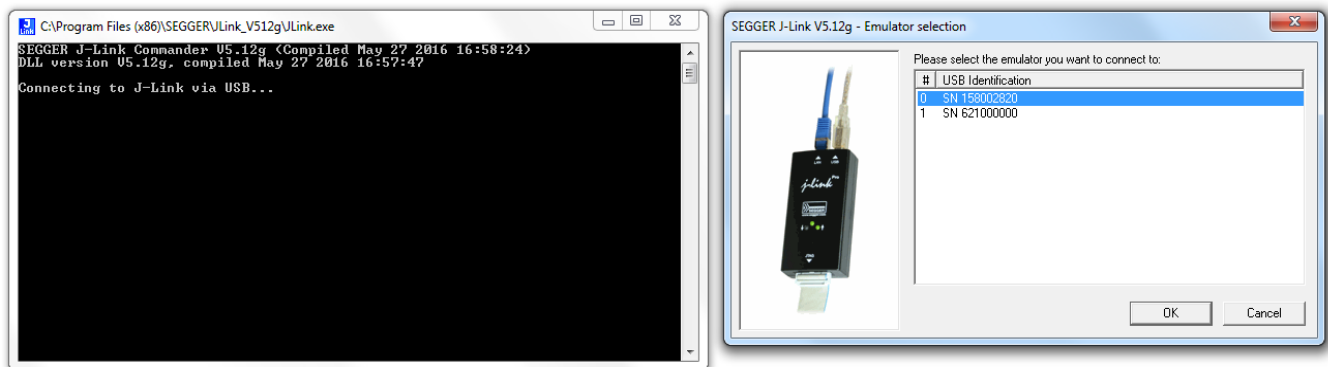 C:\Program Files (x86)\SEGGER\JLink_V512g\JLink.exe
SEGGER J-Link Commander V5.12g (Compiled May 27 2016 16:58:24)
DLL version V5.12g, compiled May 27 2016 16:57:47
Connecting to J-Link via USB...
SEGGER J-Link V5.12g - Emulator selection
Please select the emulator you want to connect to:
# USB Identification
0 SN 158002820
1 SN 621000000
j-link Pro
OK Cancel